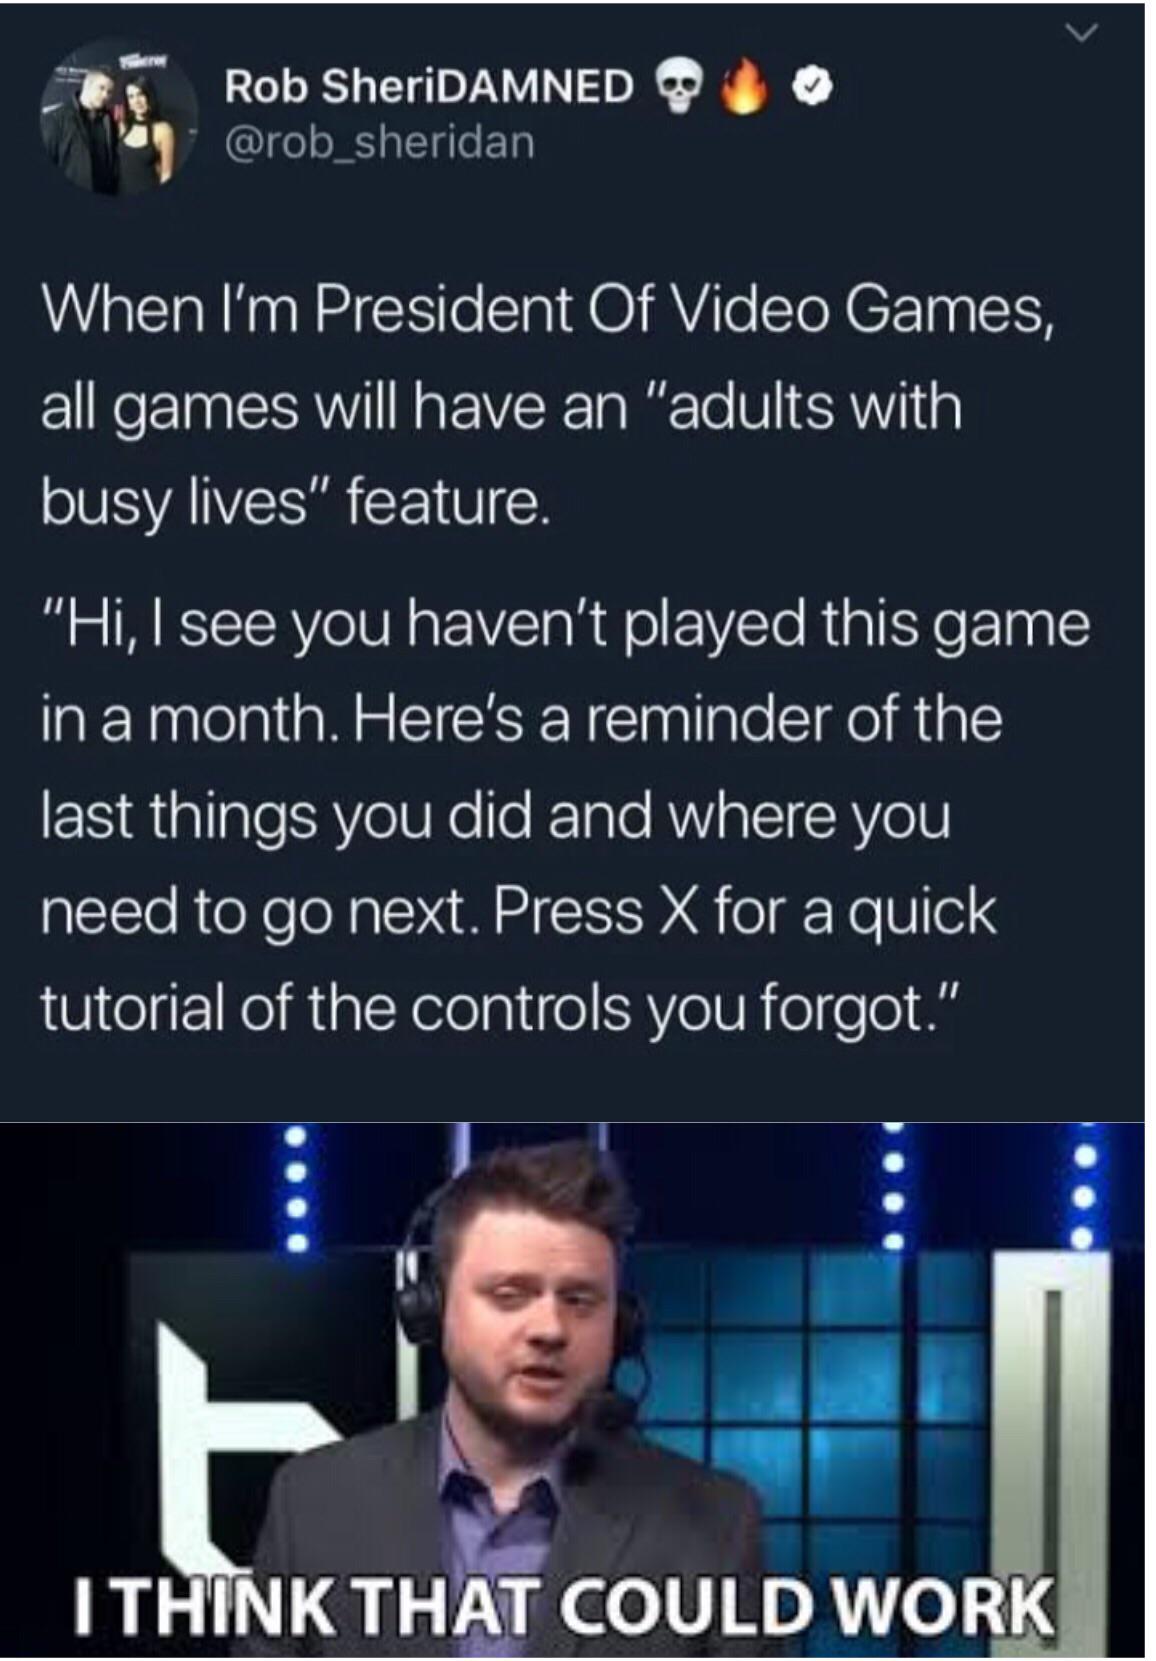 Rob SheriDAMNED 💀🔥
@rob_sheridan
When I'm President Of Video Games,
all games will have an "adults with
busy lives" feature.
"Hi, I see you haven't played this game
in a month. Here's a reminder of the
last things you did and where you
need to go next. Press X for a quick
tutorial of the controls you forgot."
I THINK THAT COULD WORK